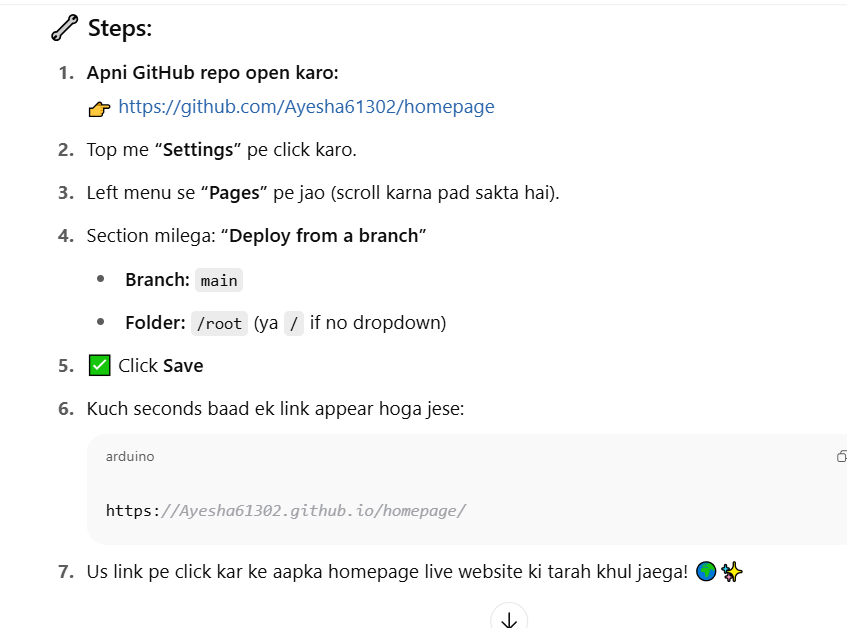 Steps:
1. Apni GitHub repo open karo:
👉 https://github.com/Ayesha61302/homepage
2. Top me “Settings” pe click karo.
3. Left menu se “Pages” pe jao (scroll karna pad sakta hai).
4. Section milega: “Deploy from a branch”
• Branch: main
• Folder: /root (ya / if no dropdown)
5. ✅ Click Save
6. Kuch seconds baad ek link appear hoga jese:
arduino
https://Ayesha61302.github.io/homepage/
7. Us link pe click kar ke aapka homepage live website ki tarah khul jaega! 🌍✨